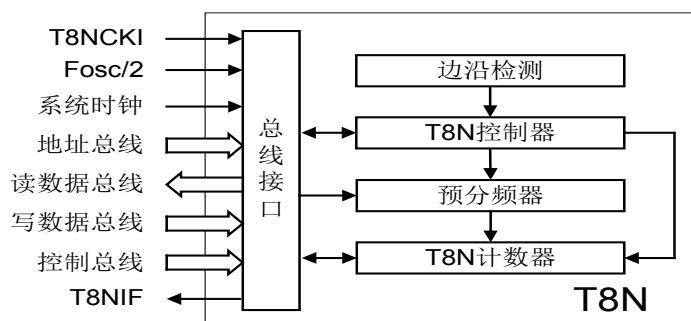 T8NCKI
Fosc/2
系统时钟
地址总线
读数据总线
写数据总线
控制总线
T8NIF
总线接口
边沿检测
T8N控制器
预分频器
T8N计数器
T8N